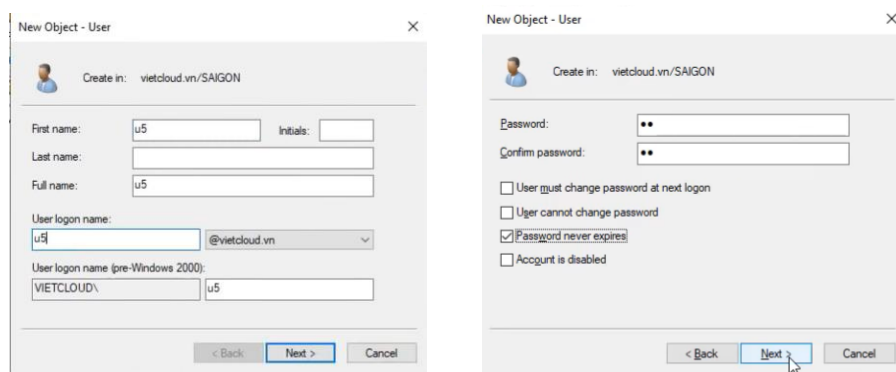 New Object - User
Create in: vietcloud.vn/SAIGON
First name: u5 Initials:
Last name:
Full name: u5
User logon name:
u5 @vietcloud.vn
User logon name (pre-Windows 2000):
VIETCLOUD\ u5
< Back Next > Cancel
New Object - User
Create in: vietcloud.vn/SAIGON
Password: ••
Confirm password: ••
User must change password at next logon
User cannot change password
Password never expires
Account is disabled
< Back Next > Cancel